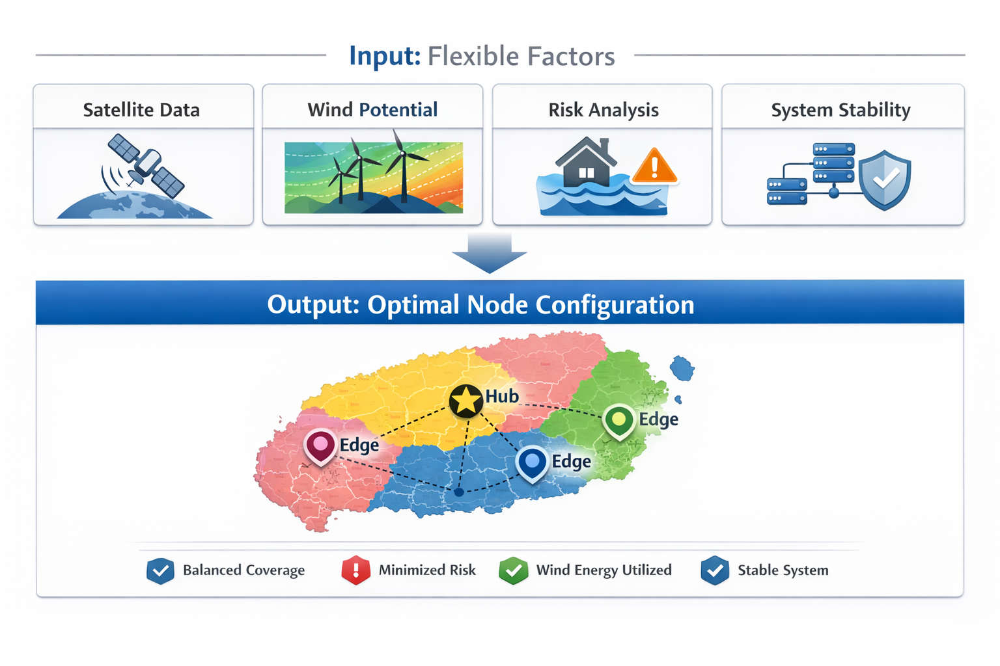 Input: Flexible Factors
Satellite Data
Wind Potential
Risk Analysis
System Stability
Output: Optimal Node Configuration
Hub
Edge
Edge
Edge
Balanced Coverage
Minimized Risk
Wind Energy Utilized
Stable System